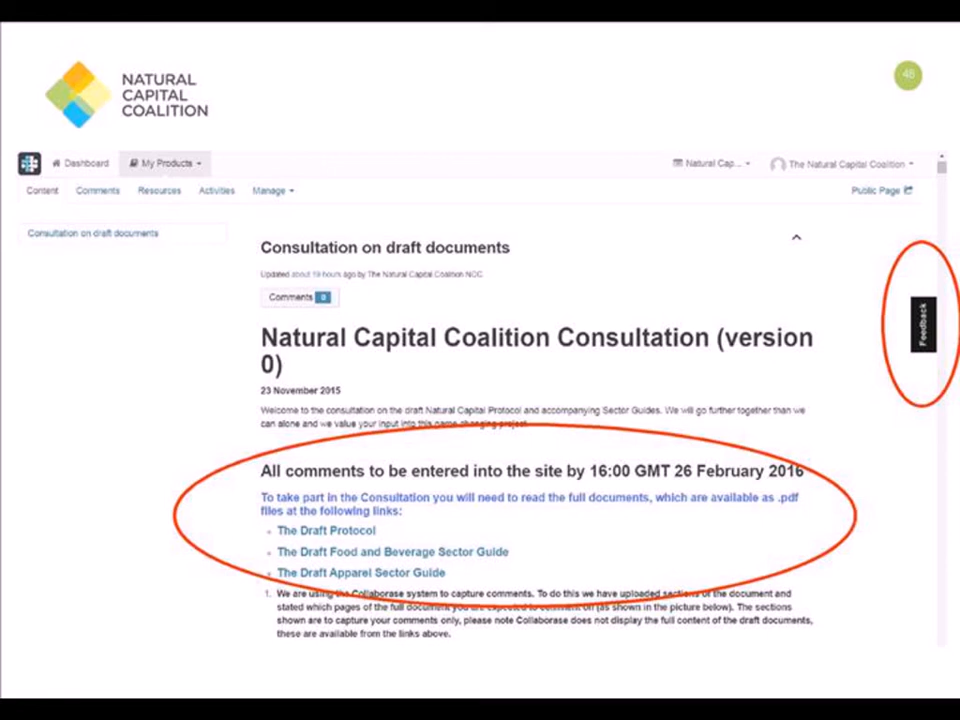 NATURAL
CAPITAL
COALITION
46
Dashboard My Products Natural Cap... The Natural Capital Coalition
Content Comments Resources Activities Manage Public Page
Consultation on draft documents
Consultation on draft documents
Updated about 19 hours ago by The Natural Capital Coalition NCC
Comments 0
Feedback
Natural Capital Coalition Consultation (version
0)
23 November 2015
Welcome to the consultation on the draft Natural Capital Protocol and accompanying Sector Guides. We will go further together than we
can alone and we value your input into this game changing project.
All comments to be entered into the site by 16:00 GMT 26 February 2016
To take part in the Consultation you will need to read the full documents, which are available as .pdf
files at the following links:
The Draft Protocol
The Draft Food and Beverage Sector Guide
The Draft Apparel Sector Guide
1. We are using the Collaborase system to capture comments. To do this we have uploaded sections of the document and
stated which pages of the full document you are expected to comment on (as shown in the picture below). The sections
shown are to capture your comments only, please note Collaborase does not display the full content of the draft documents,
these are available from the links above.